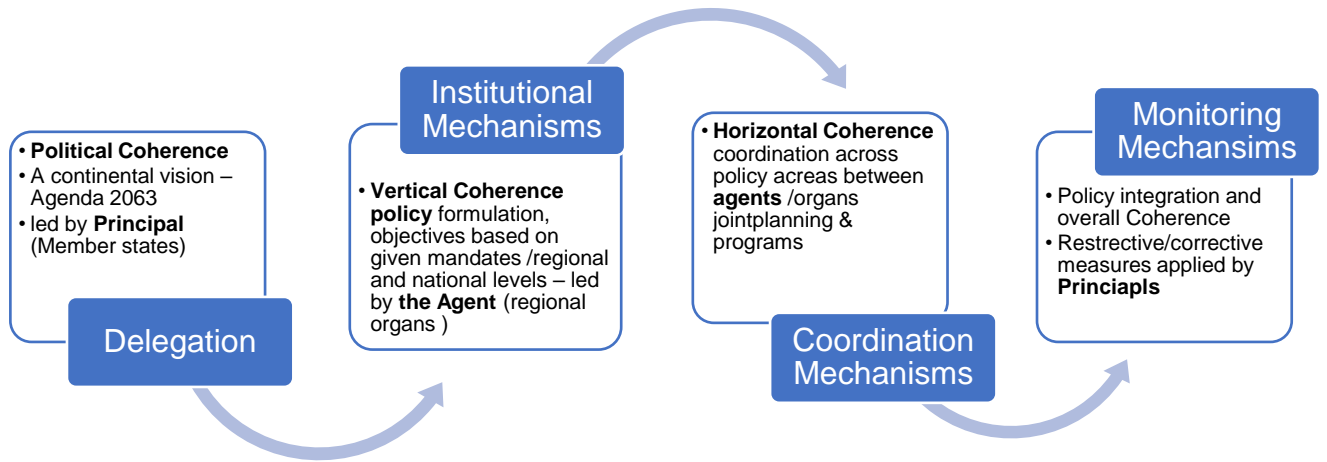 • Political Coherence
• A continental vision –
Agenda 2063
• led by Principal
(Member states)
Delegation
Institutional
Mechanisms
• Vertical Coherence
policy formulation,
objectives based on
given mandates /regional
and national levels – led
by the Agent (regional
organs )
• Horizontal Coherence
coordination across
policy acreas between
agents /organs
jointplanning &
programs
Coordination
Mechanisms
Monitoring
Mechansims
• Policy integration and
overall Coherence
• Restrective/corrective
measures applied by
Princiapls